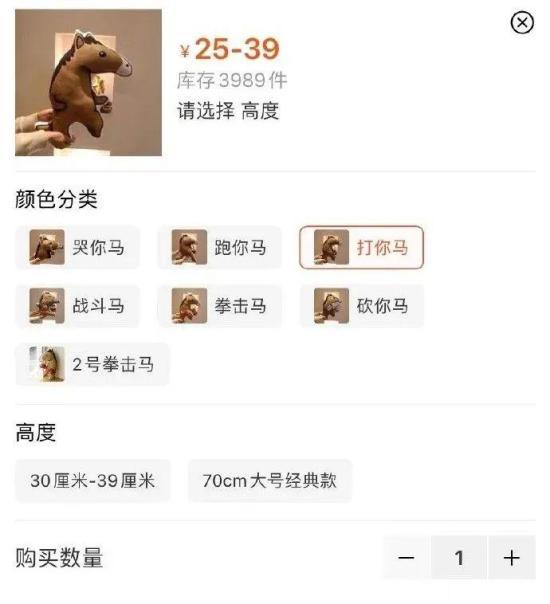 ¥25-39
库存3989件
请选择 高度
颜色分类
哭你马 跑你马 打你马
战斗马 拳击马 砍你马
2号拳击马
高度
30厘米-39厘米 70cm大号经典款
购买数量 — 1 +